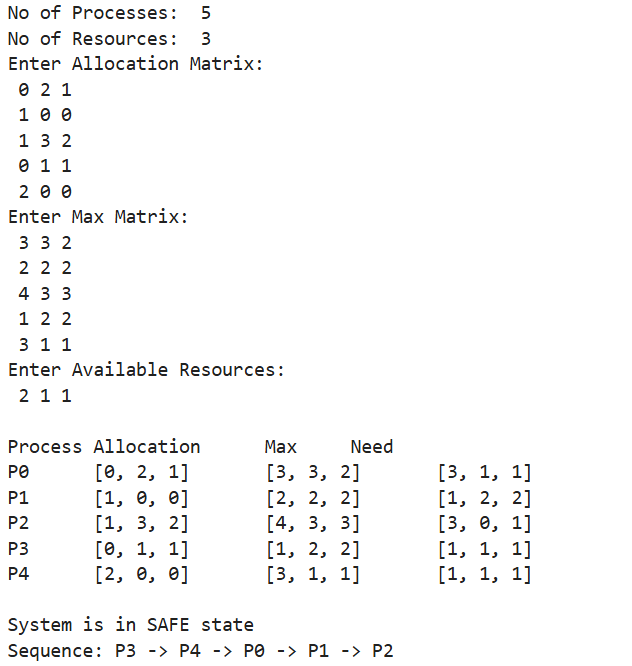 No of Processes:  5
No of Resources:  3
Enter Allocation Matrix:
0 2 1
1 0 0
1 3 2
0 1 1
2 0 0
Enter Max Matrix:
3 3 2
2 2 2
4 3 3
1 2 2
3 1 1
Enter Available Resources:
2 1 1
Process Allocation      Max     Need
P0      [0, 2, 1]       [3, 3, 2]       [3, 1, 1]
P1      [1, 0, 0]       [2, 2, 2]       [1, 2, 2]
P2      [1, 3, 2]       [4, 3, 3]       [3, 0, 1]
P3      [0, 1, 1]       [1, 2, 2]       [1, 1, 1]
P4      [2, 0, 0]       [3, 1, 1]       [1, 1, 1]
System is in SAFE state
Sequence: P3 -> P4 -> P0 -> P1 -> P2